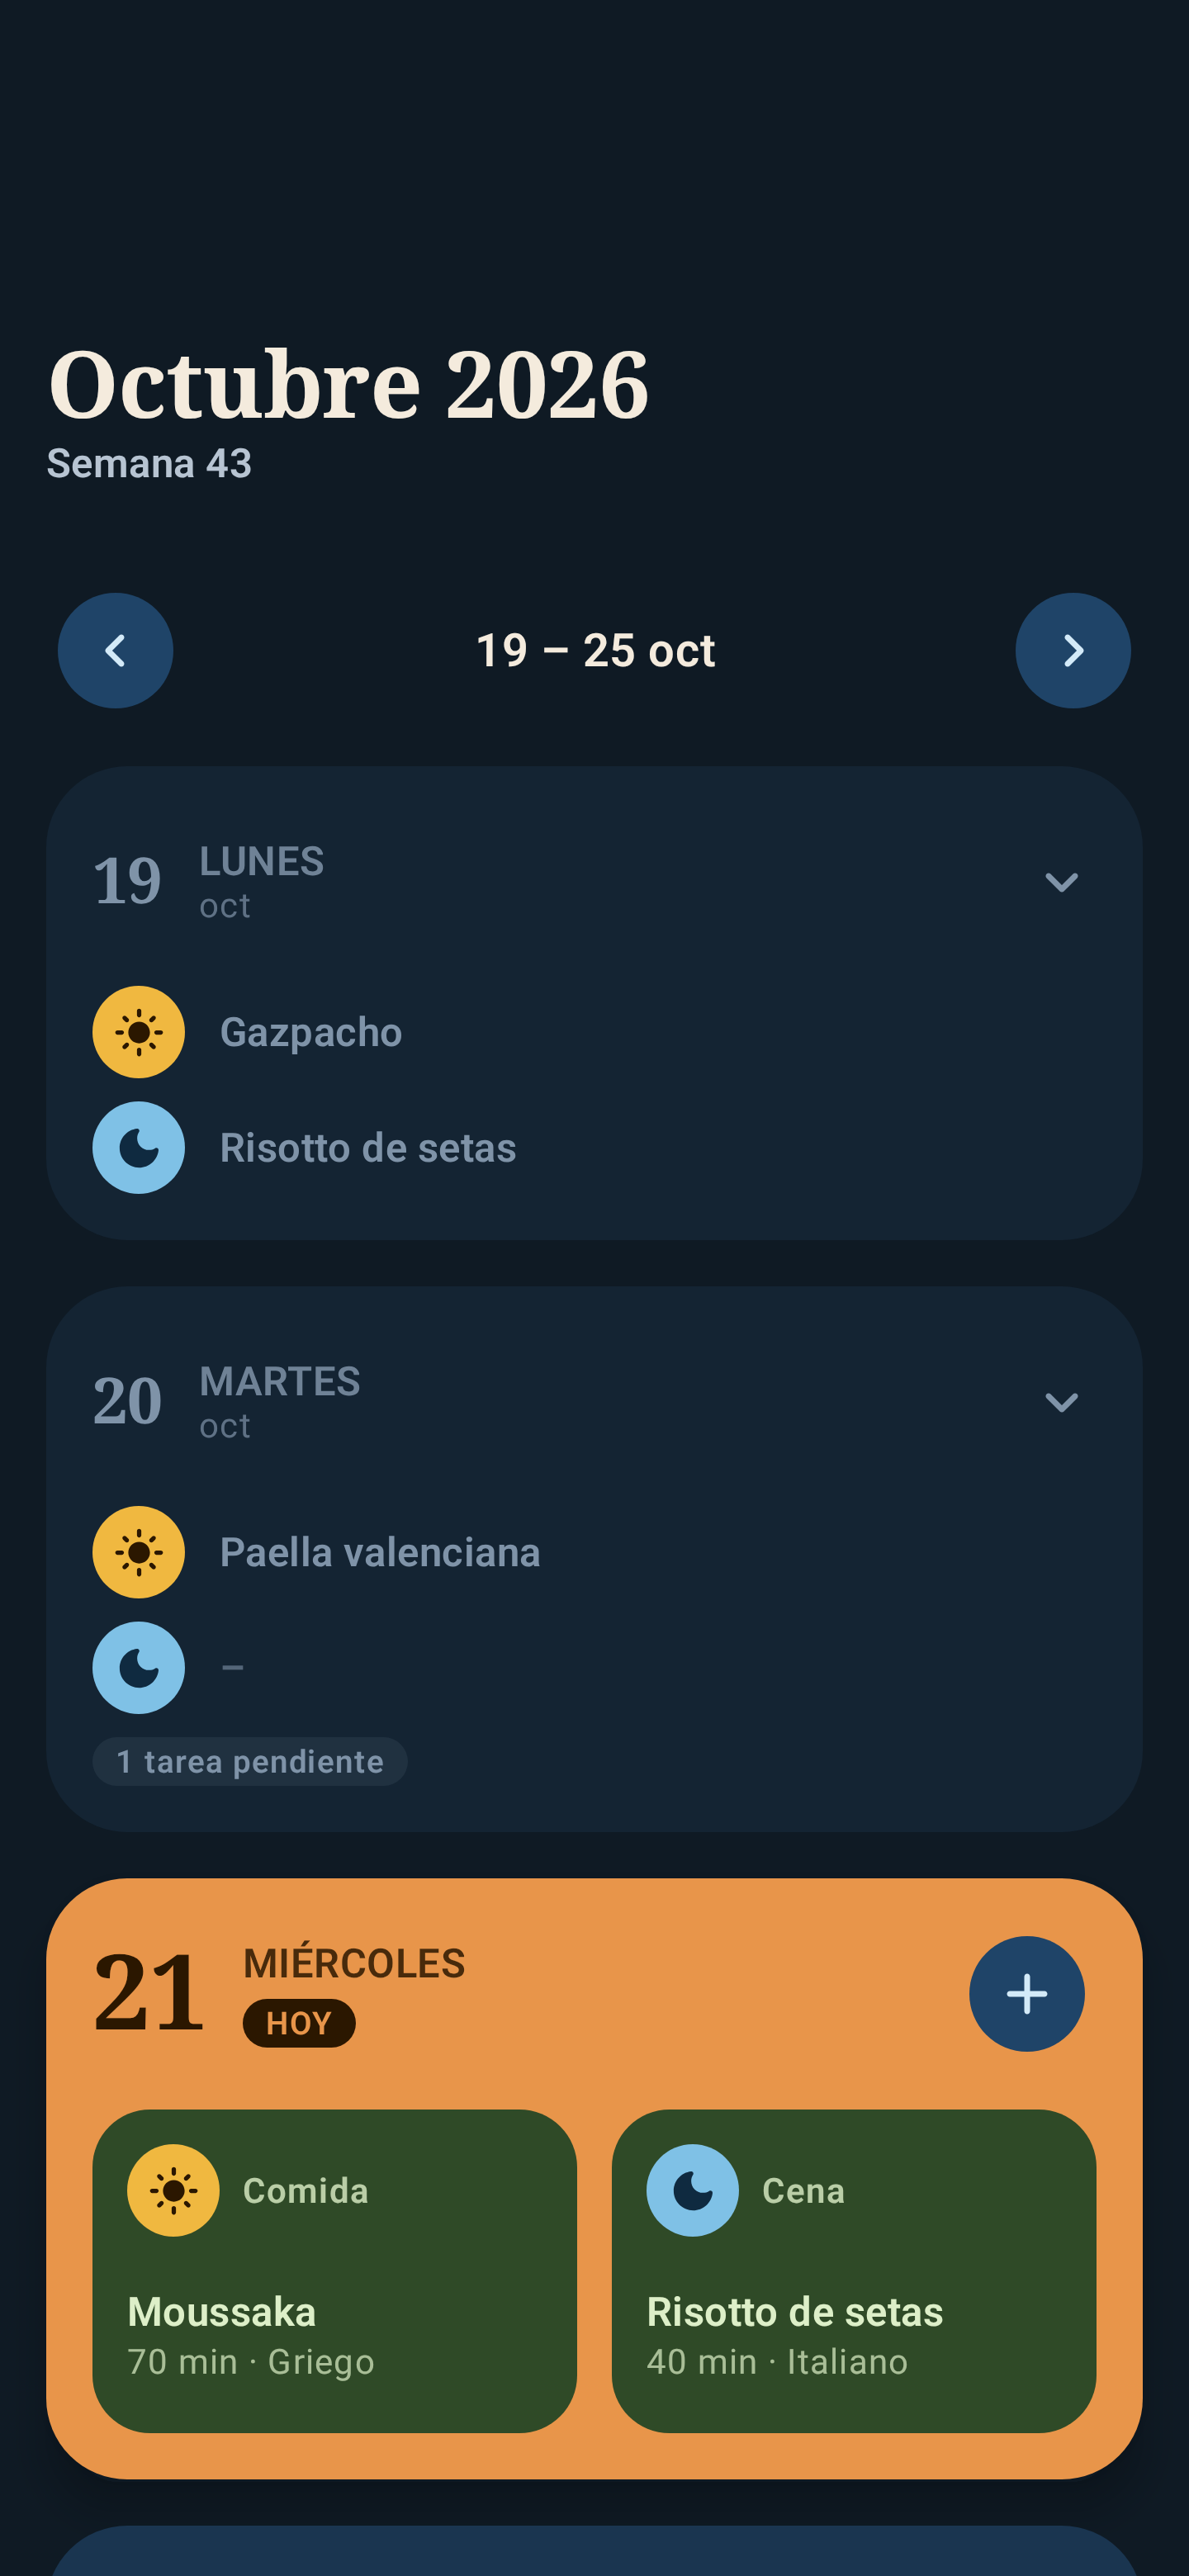 Octubre 2026
Semana 43
19 – 25 oct
19
LUNES
oct
Gazpacho
Risotto de setas
20
MARTES
oct
Paella valenciana
–
1 tarea pendiente
21
MIÉRCOLES
HOY
Comida
Moussaka
70 min · Griego
Cena
Risotto de setas
40 min · Italiano